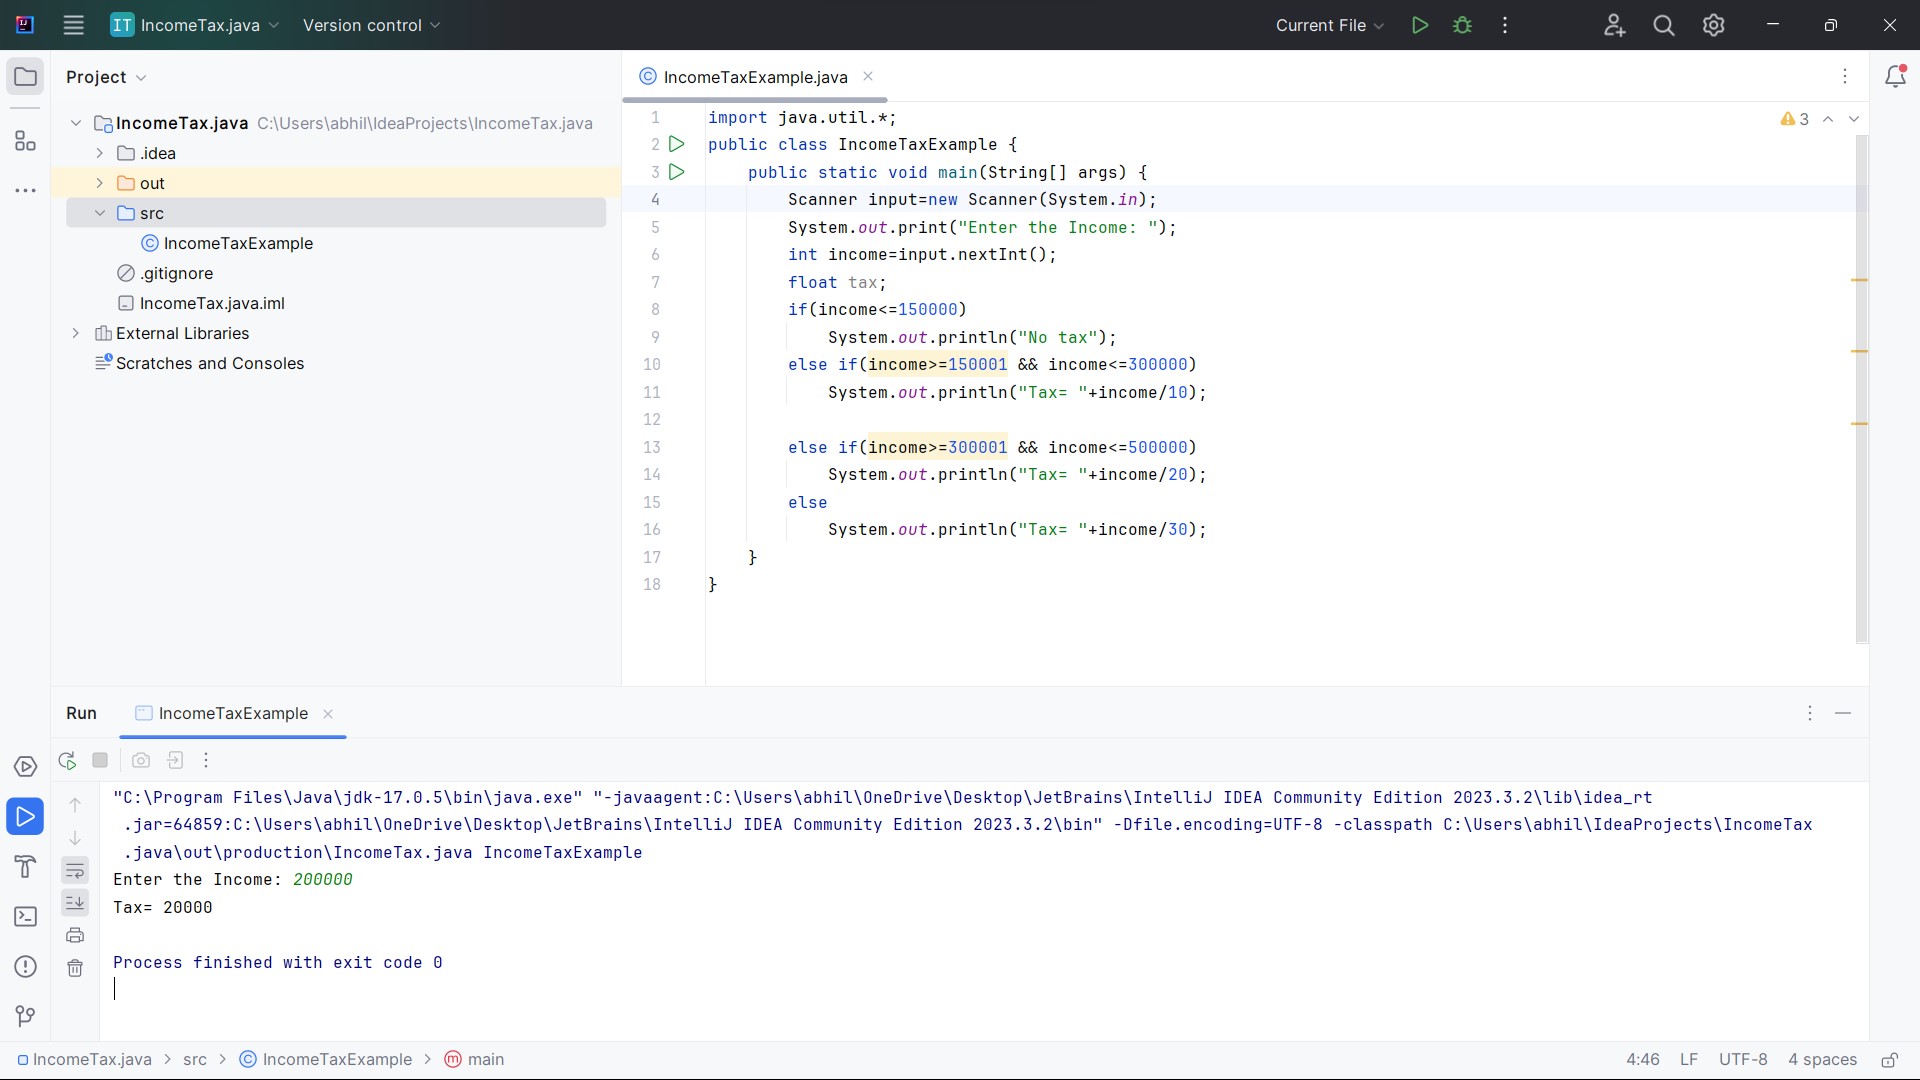 IT IncomeTax.java Version control Current File
Project
IncomeTax.java C:\Users\abhil\IdeaProjects\IncomeTax.java
.idea
out
src
IncomeTaxExample
.gitignore
IncomeTax.java.iml
External Libraries
Scratches and Consoles
IncomeTaxExample.java
3
1 import java.util.*;
2 public class IncomeTaxExample {
3     public static void main(String[] args) {
4         Scanner input=new Scanner(System.in);
5         System.out.print("Enter the Income: ");
6         int income=input.nextInt();
7         float tax;
8         if(income<=150000)
9             System.out.println("No tax");
10         else if(income>=150001 && income<=300000)
11             System.out.println("Tax= "+income/10);
12
13         else if(income>=300001 && income<=500000)
14             System.out.println("Tax= "+income/20);
15         else
16             System.out.println("Tax= "+income/30);
17     }
18 }
Run IncomeTaxExample
"C:\Program Files\Java\jdk-17.0.5\bin\java.exe" "-javaagent:C:\Users\abhil\OneDrive\Desktop\JetBrains\IntelliJ IDEA Community Edition 2023.3.2\lib\idea_rt
.jar=64859:C:\Users\abhil\OneDrive\Desktop\JetBrains\IntelliJ IDEA Community Edition 2023.3.2\bin" -Dfile.encoding=UTF-8 -classpath C:\Users\abhil\IdeaProjects\IncomeTax
.java\out\production\IncomeTax.java IncomeTaxExample
Enter the Income: 200000
Tax= 20000
Process finished with exit code 0
IncomeTax.java > src > IncomeTaxExample > main 4:46 LF UTF-8 4 spaces